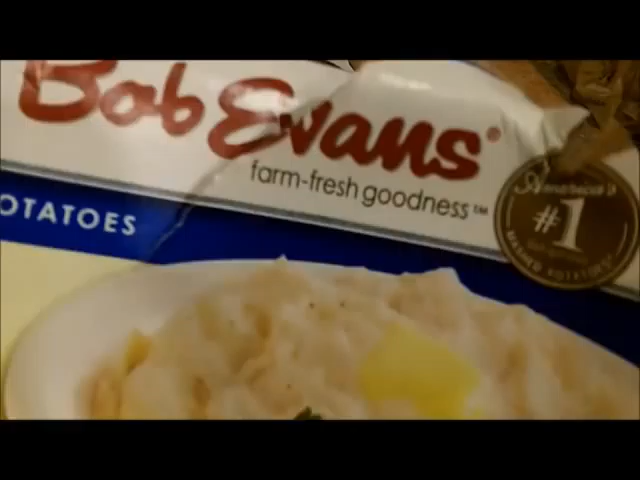 Bob Evans®
farm-fresh goodness™
OTATOES
America's
#1
MASHED POTATOES